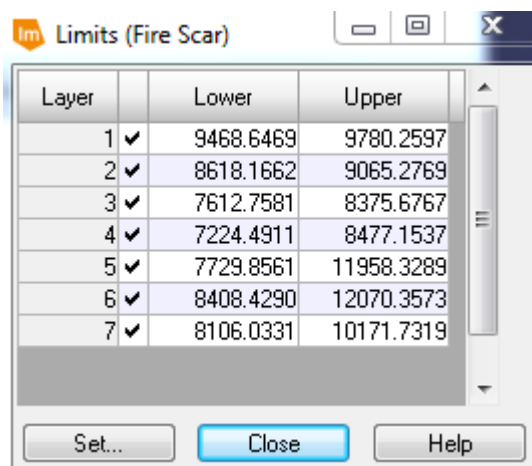 Im Limits (Fire Scar) X
Layer Lower Upper
1 ✔ 9468.6469 9780.2597
2 ✔ 8618.1662 9065.2769
3 ✔ 7612.7581 8375.6767
4 ✔ 7224.4911 8477.1537
5 ✔ 7729.8561 11958.3289
6 ✔ 8408.4290 12070.3573
7 ✔ 8106.0331 10171.7319
Set... Close Help